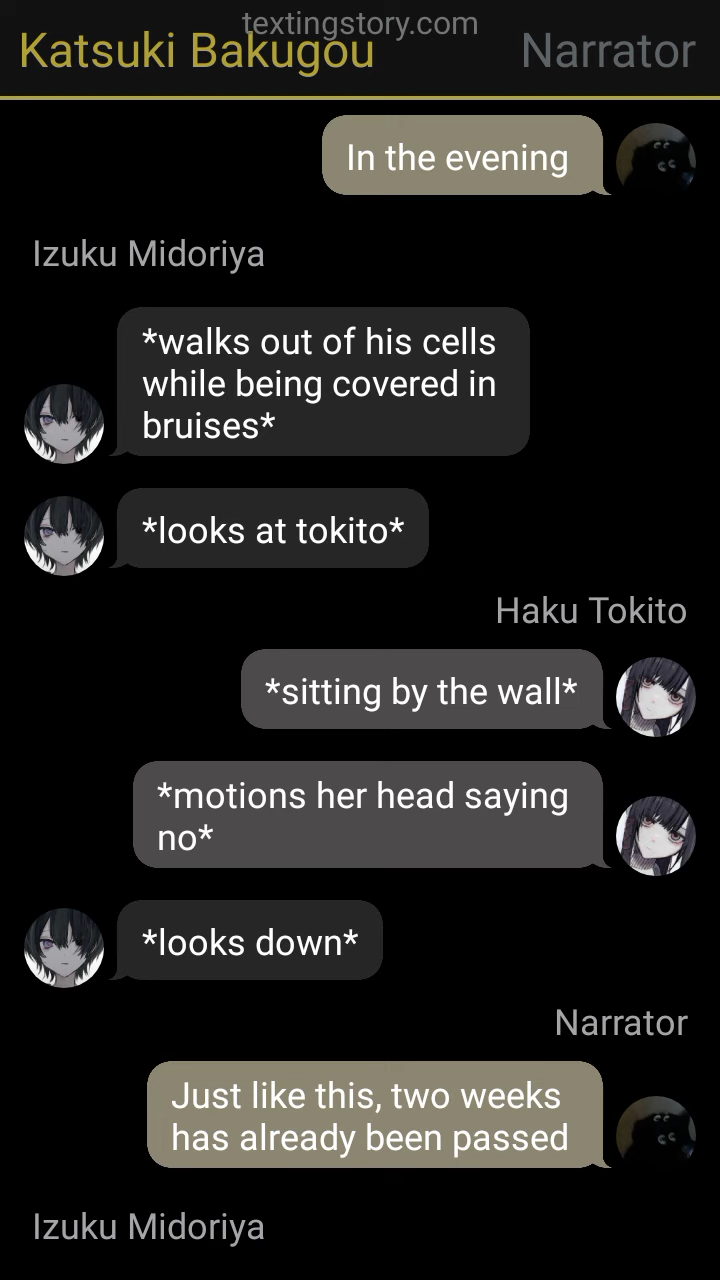 textingstory.com
Katsuki Bakugou Narrator
In the evening
Izuku Midoriya
*walks out of his cells
while being covered in
bruises*
*looks at tokito*
Haku Tokito
*sitting by the wall*
*motions her head saying
no*
*looks down*
Narrator
Just like this, two weeks
has already been passed
Izuku Midoriya